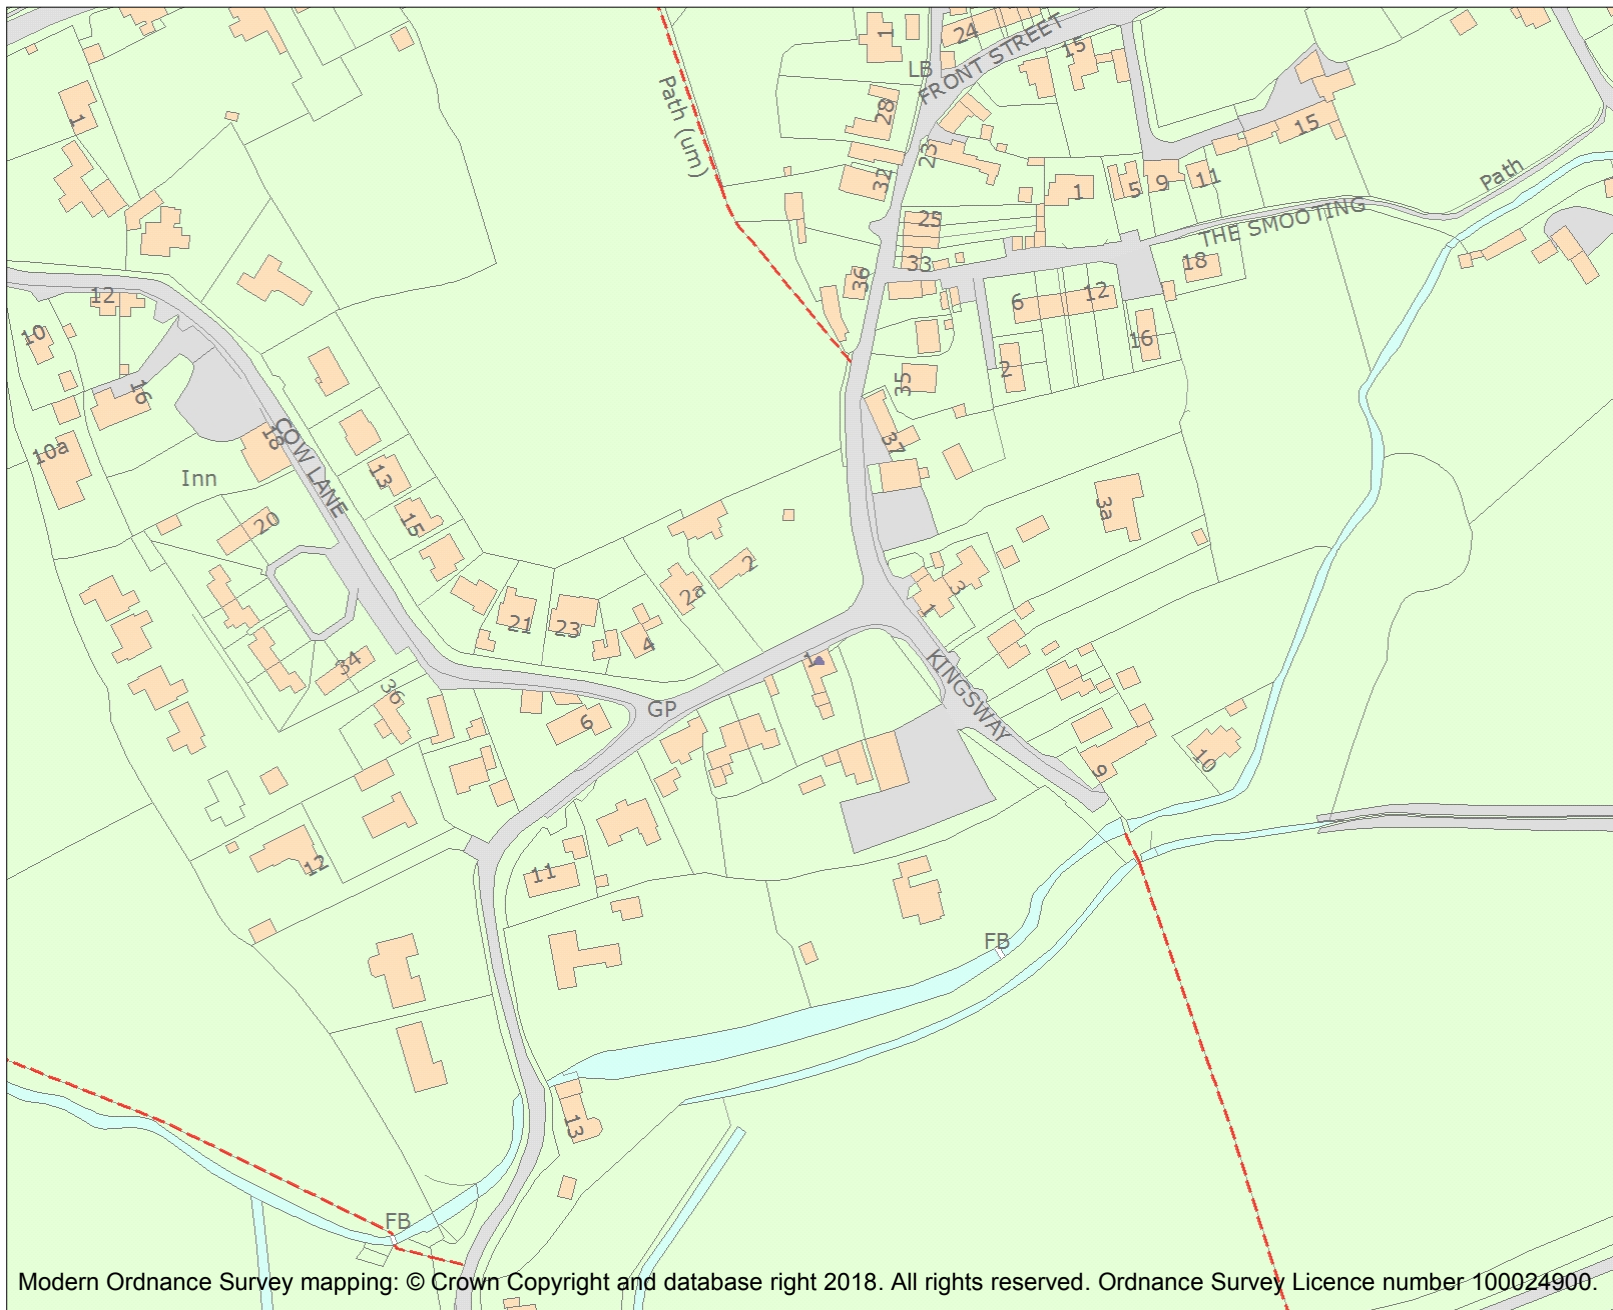 1
24
FRONT STREET
15
LB
Path (um)
28
1
23
15
32
1
5
9
11
Path
25
THE SMOOTING
33
18
36
12
6
12
10
16
2
35
16
COW LANE
18
37
10a
Inn
13
3a
15
20
2
2a
3
1
21
23
4
34
1
KINGSWAY
36
GP
6
10
9
12
11
FB
13
FB
Modern Ordnance Survey mapping: © Crown Copyright and database right 2018. All rights reserved. Ordnance Survey Licence number 100024900.